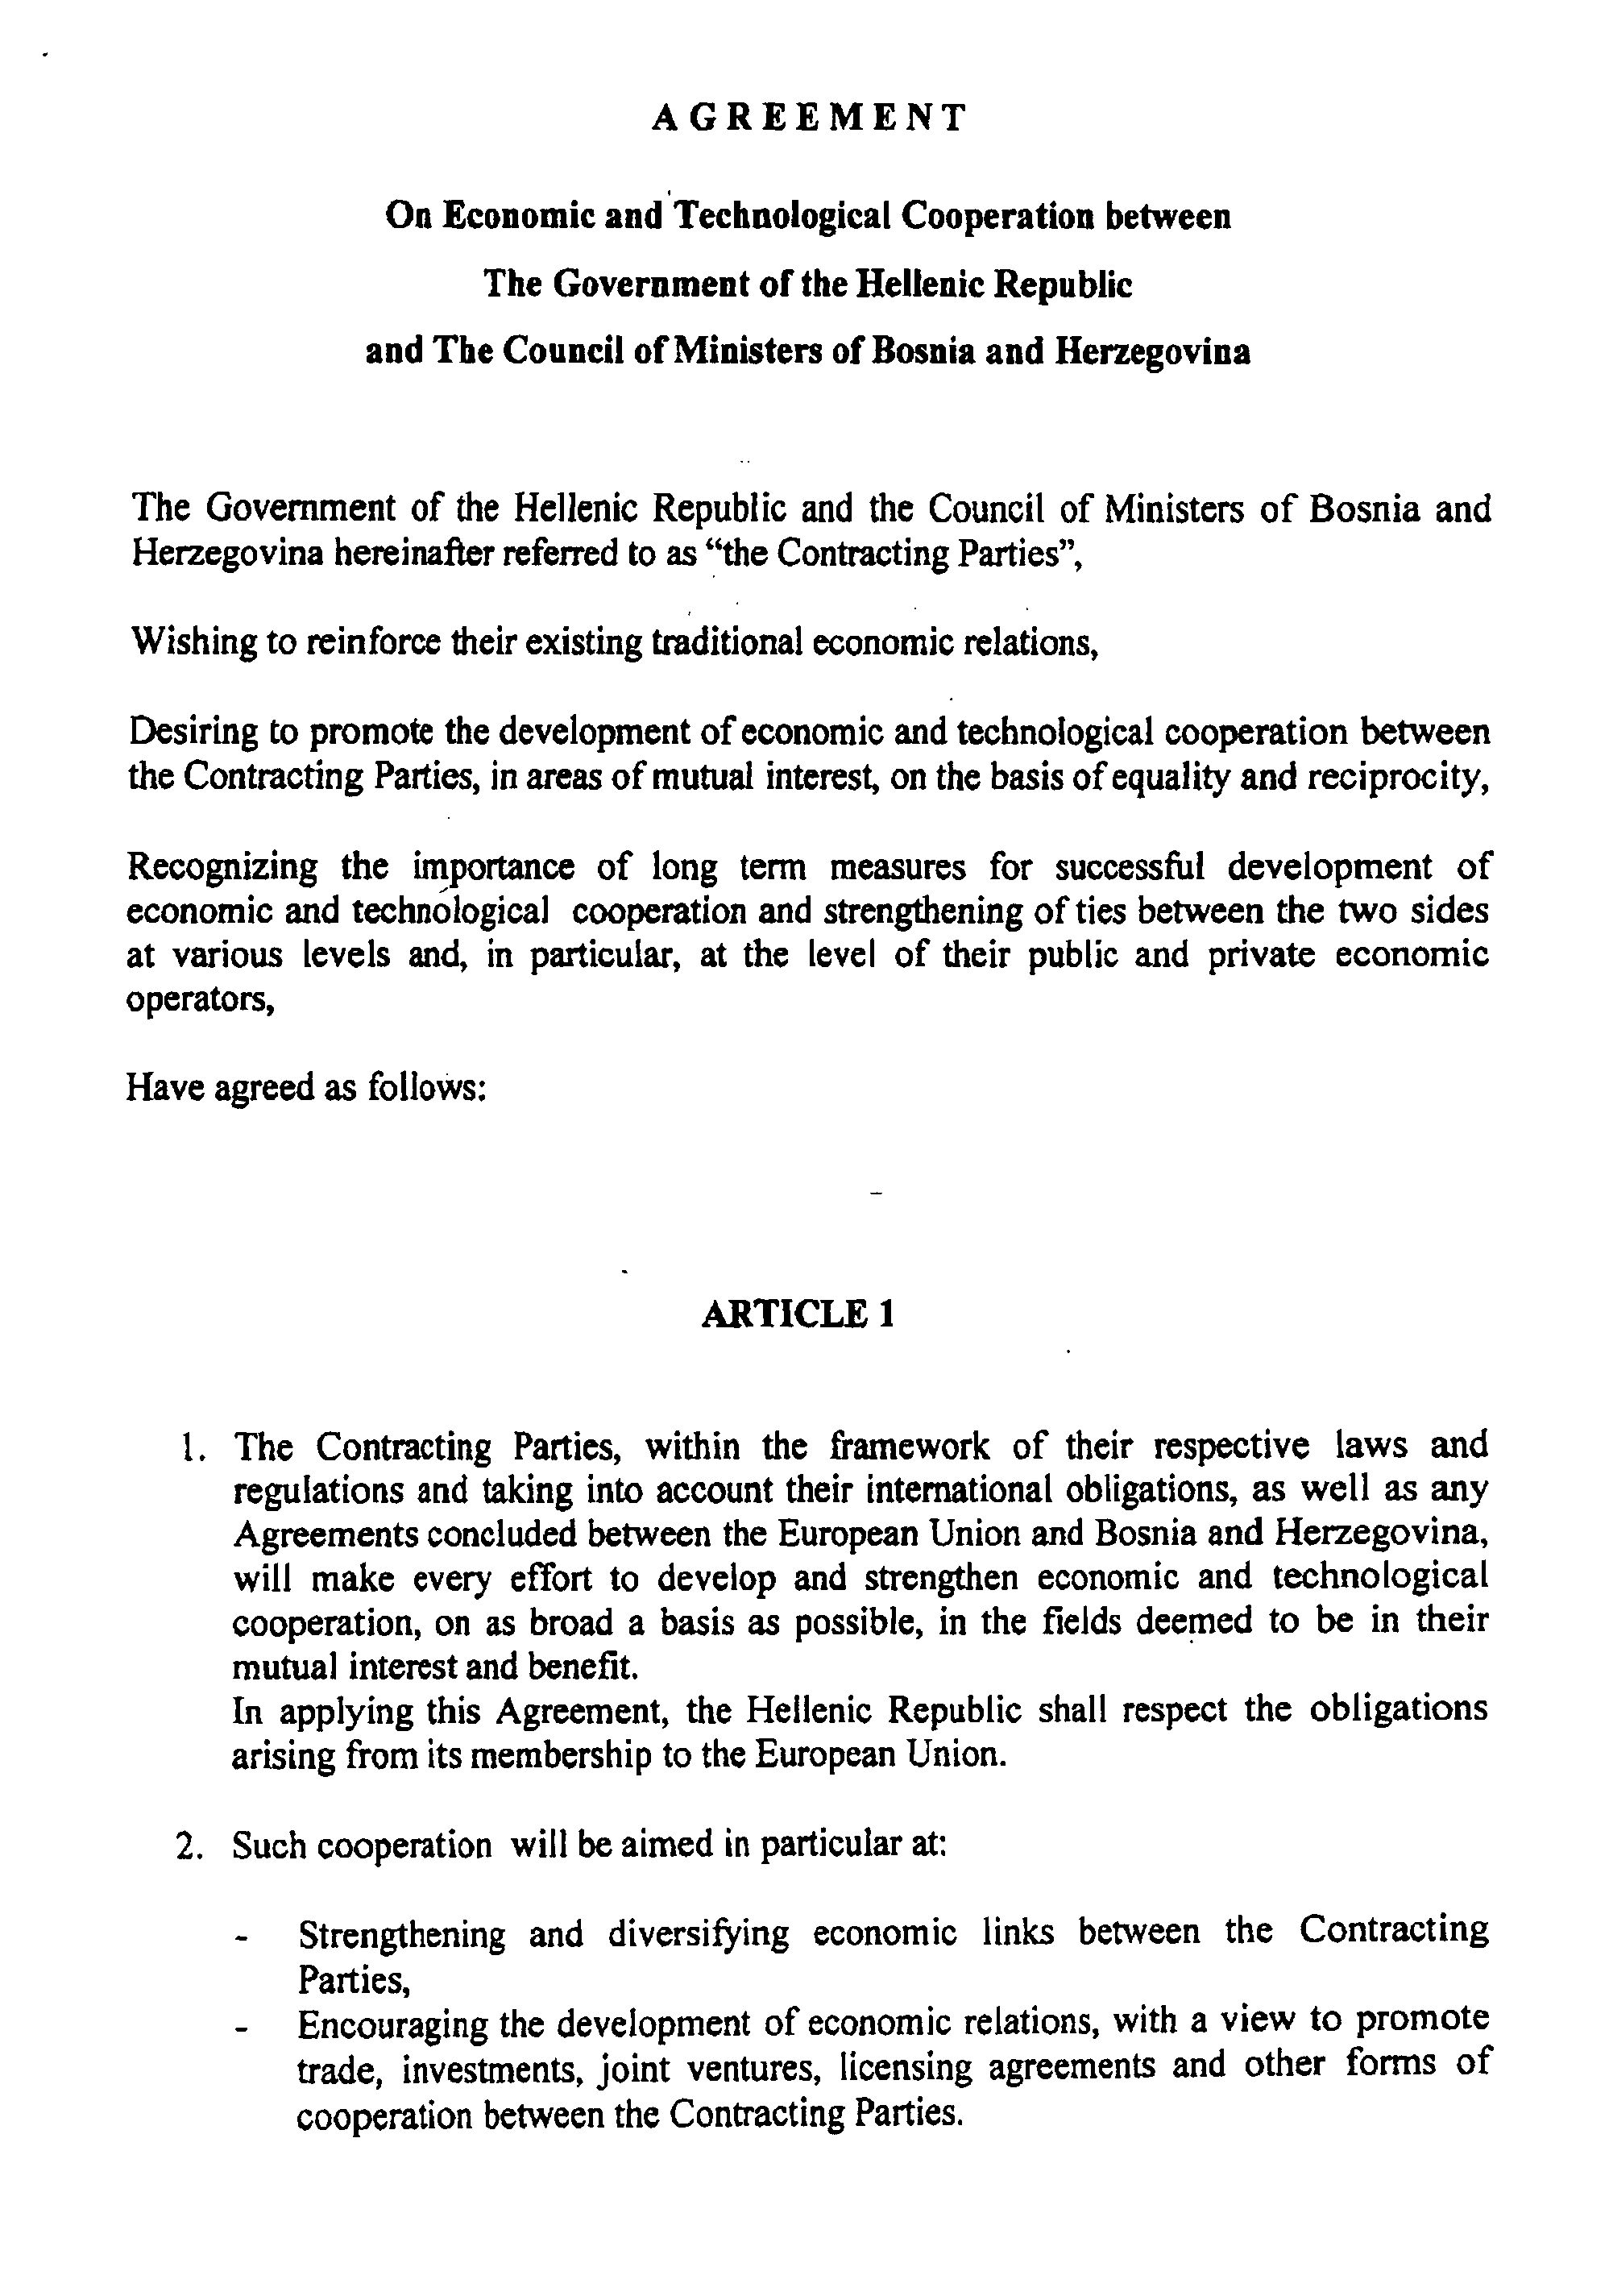 AGREEMENT
On Economic and Technological Cooperation between
The Government of the Hellenic Republic
and The Council of Ministers of Bosnia and Herzegovina
The Government of the Hellenic Republic and the Council of Ministers of Bosnia and
Herzegovina hereinafter referred to as “the Contracting Parties”,
Wishing to reinforce their existing traditional economic relations,
Desiring to promote the development of economic and technological cooperation between
the Contracting Parties, in areas of mutual interest, on the basis of equality and reciprocity,
Recognizing the importance of long term measures for successful development of
economic and technological cooperation and strengthening of ties between the two sides
at various levels and, in particular, at the level of their public and private economic
operators,
Have agreed as follows:
ARTICLE 1
1. The Contracting Parties, within the framework of their respective laws and
regulations and taking into account their international obligations, as well as any
Agreements concluded between the European Union and Bosnia and Herzegovina,
will make every effort to develop and strengthen economic and technological
cooperation, on as broad a basis as possible, in the fields deemed to be in their
mutual interest and benefit.
In applying this Agreement, the Hellenic Republic shall respect the obligations
arising from its membership to the European Union.
2. Such cooperation will be aimed in particular at:
- Strengthening and diversifying economic links between the Contracting
Parties,
- Encouraging the development of economic relations, with a view to promote
trade, investments, joint ventures, licensing agreements and other forms of
cooperation between the Contracting Parties.